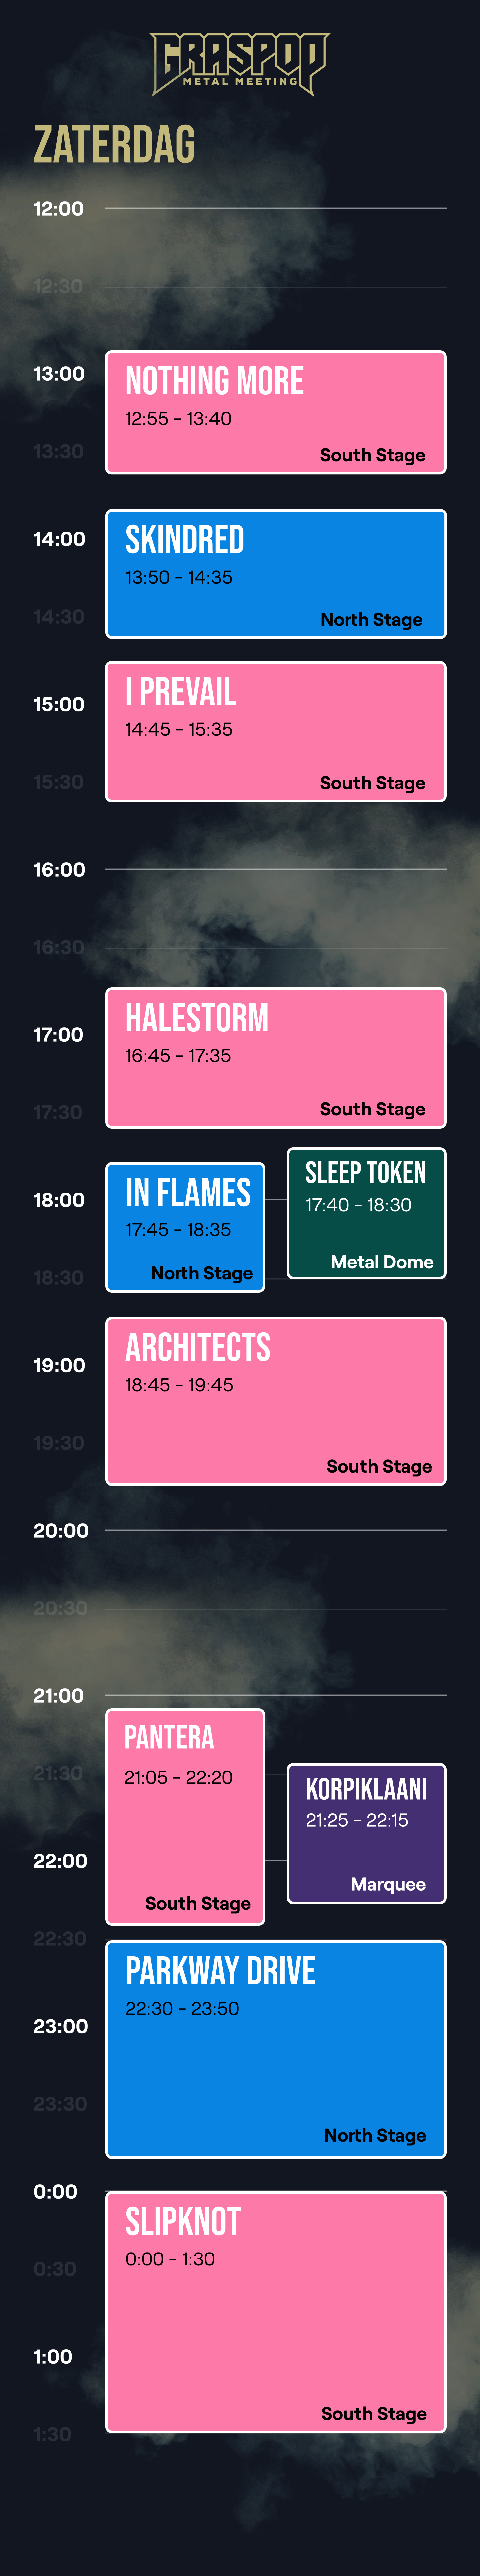 GRASPOP
METAL MEETING
ZATERDAG
12:00
12:30
13:00
NOTHING MORE
12:55 - 13:40
13:30
South Stage
14:00
SKINDRED
13:50 - 14:35
14:30
North Stage
15:00
I PREVAIL
14:45 - 15:35
15:30
South Stage
16:00
16:30
17:00
HALESTORM
16:45 - 17:35
17:30
South Stage
18:00
IN FLAMES
17:45 - 18:35
North Stage
SLEEP TOKEN
17:40 - 18:30
Metal Dome
18:30
19:00
ARCHITECTS
18:45 - 19:45
19:30
South Stage
20:00
20:30
21:00
PANTERA
21:05 - 22:20
South Stage
21:30
KORPIKLAANI
21:25 - 22:15
Marquee
22:00
22:30
PARKWAY DRIVE
22:30 - 23:50
23:00
23:30
North Stage
0:00
SLIPKNOT
0:00 - 1:30
0:30
1:00
South Stage
1:30